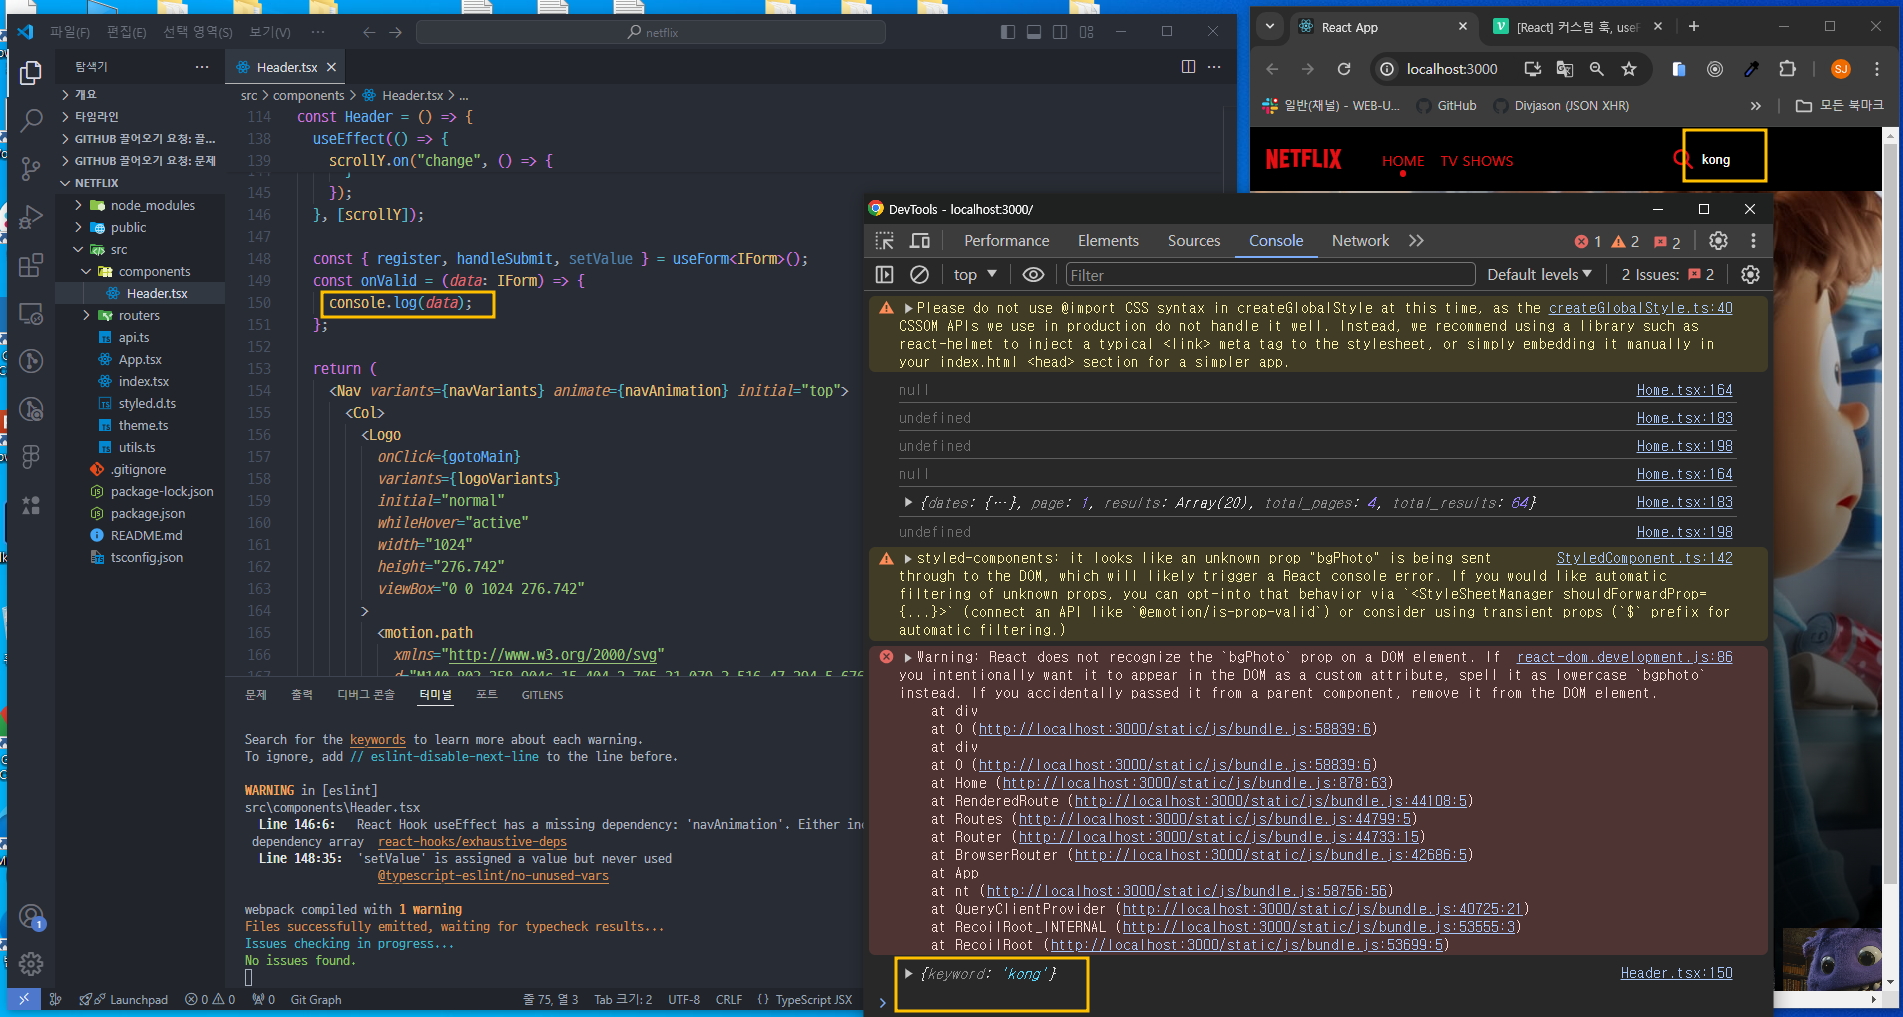 파일(F) 편집(E) 선택 영역(S) 보기(V) ···
netflix
탐색기 ···
개요
타임라인
GITHUB 끌어오기 요청: 끌...
GITHUB 끌어오기 요청: 문제
NETFLIX
node_modules
public
src
components
Header.tsx
routers
api.ts
App.tsx
index.tsx
styled.d.ts
theme.ts
utils.ts
.gitignore
package-lock.json
package.json
README.md
tsconfig.json
1
Header.tsx
src > components > Header.tsx > ...
114 const Header = () => {
138 useEffect(() => {
139 scrollY.on("change", () => {
145 });
146 }, [scrollY]);
147
148 const { register, handleSubmit, setValue } = useForm<IForm>();
149 const onValid = (data: IForm) => {
150 console.log(data);
151 };
152
153 return (
154 <Nav variants={navVariants} animate={navAnimation} initial="top">
155 <Col>
156 <Logo
157 onClick={gotoMain}
158 variants={logoVariants}
159 initial="normal"
160 whileHover="active"
161 width="1024"
162 height="276.742"
163 viewBox="0 0 1024 276.742"
164 >
165 <motion.path
166 xmlns="http://www.w3.org/2000/svg"
문제 출력 디버그 콘솔 터미널 포트 GITLENS
Search for the keywords to learn more about each warning.
To ignore, add // eslint-disable-next-line to the line before.
WARNING in [eslint]
src\components\Header.tsx
Line 146:6: React Hook useEffect has a missing dependency: 'navAnimation'. Either inc
dependency array react-hooks/exhaustive-deps
Line 148:35: 'setValue' is assigned a value but never used
@typescript-eslint/no-unused-vars
webpack compiled with 1 warning
Files successfully emitted, waiting for typecheck results...
Issues checking in progress...
No issues found.
Launchpad 0 0 0 Git Graph 줄 75, 열 3 Tab 크기: 2 UTF-8 CRLF {} TypeScript JSX
React App
[React] 커스텀 훅, useF
localhost:3000
SJ
일반(채널) - WEB-U... GitHub Divjason (JSON XHR) » 모든 북마크
NETFLIX HOME TV SHOWS kong
DevTools - localhost:3000/
Performance Elements Sources Console Network 1 2 2
top Filter Default levels 2 Issues: 2
Please do not use @import CSS syntax in createGlobalStyle at this time, as the createGlobalStyle.ts:40
CSSOM APIs we use in production do not handle it well. Instead, we recommend using a library such as
react-helmet to inject a typical <link> meta tag to the stylesheet, or simply embedding it manually in
your index.html <head> section for a simpler app.
null Home.tsx:164
undefined Home.tsx:183
undefined Home.tsx:198
null Home.tsx:164
{dates: {…}, page: 1, results: Array(20), total_pages: 4, total_results: 64} Home.tsx:183
undefined Home.tsx:198
styled-components: it looks like an unknown prop "bgPhoto" is being sent StyledComponent.ts:142
through to the DOM, which will likely trigger a React console error. If you would like automatic
filtering of unknown props, you can opt-into that behavior via `<StyleSheetManager shouldForwardProp=
{...}>` (connect an API like `@emotion/is-prop-valid`) or consider using transient props (`$` prefix for
automatic filtering.)
Warning: React does not recognize the `bgPhoto` prop on a DOM element. If react-dom.development.js:86
you intentionally want it to appear in the DOM as a custom attribute, spell it as lowercase `bgphoto`
instead. If you accidentally passed it from a parent component, remove it from the DOM element.
at div
at O (http://localhost:3000/static/js/bundle.js:58839:6)
at div
at O (http://localhost:3000/static/js/bundle.js:58839:6)
at Home (http://localhost:3000/static/js/bundle.js:878:63)
at RenderedRoute (http://localhost:3000/static/js/bundle.js:44108:5)
at Routes (http://localhost:3000/static/js/bundle.js:44799:5)
at Router (http://localhost:3000/static/js/bundle.js:44733:15)
at BrowserRouter (http://localhost:3000/static/js/bundle.js:42686:5)
at App
at nt (http://localhost:3000/static/js/bundle.js:58756:56)
at QueryClientProvider (http://localhost:3000/static/js/bundle.js:40725:21)
at RecoilRoot_INTERNAL (http://localhost:3000/static/js/bundle.js:53555:3)
at RecoilRoot (http://localhost:3000/static/js/bundle.js:53699:5)
{keyword: 'kong'} Header.tsx:150